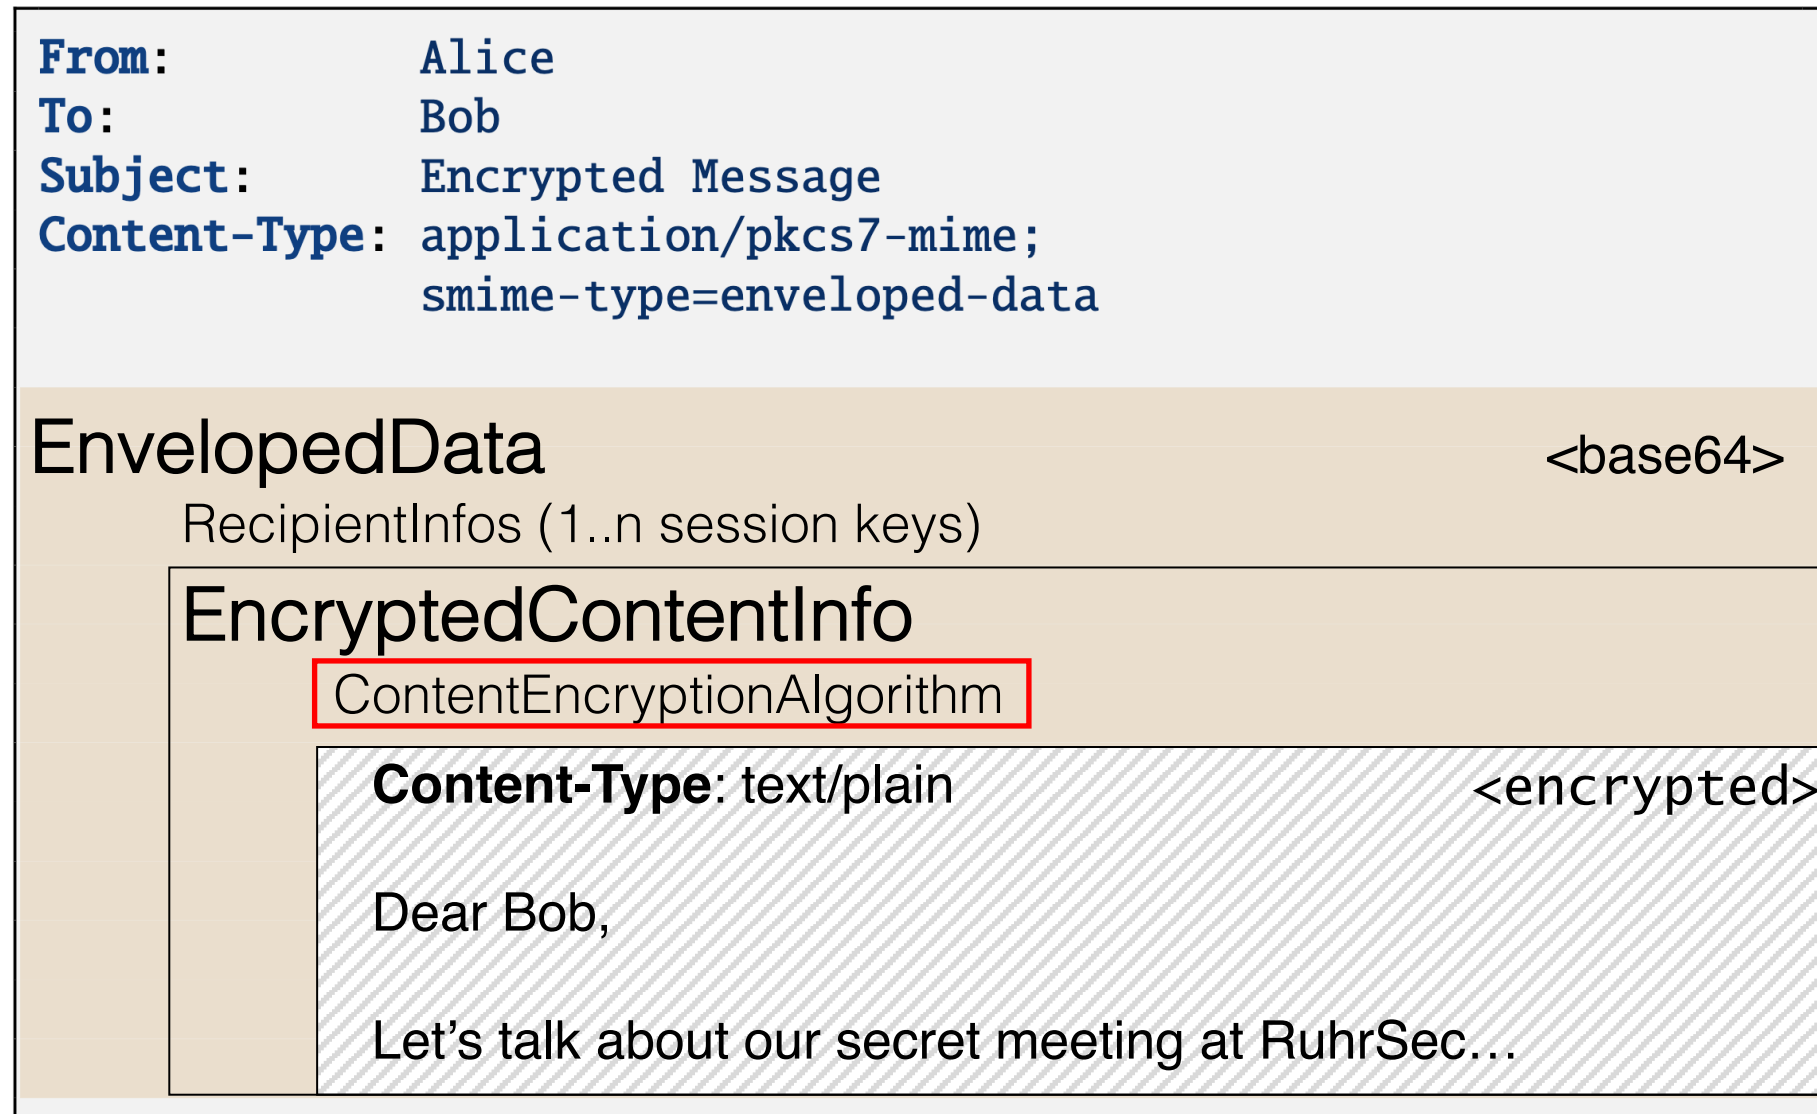 From: Alice
To: Bob
Subject: Encrypted Message
Content-Type: application/pkcs7-mime;
smime-type=enveloped-data
EnvelopedData <base64>
RecipientInfos (1..n session keys)
EncryptedContentInfo
ContentEncryptionAlgorithm
Content-Type: text/plain <encrypted>
Dear Bob,
Let’s talk about our secret meeting at RuhrSec…